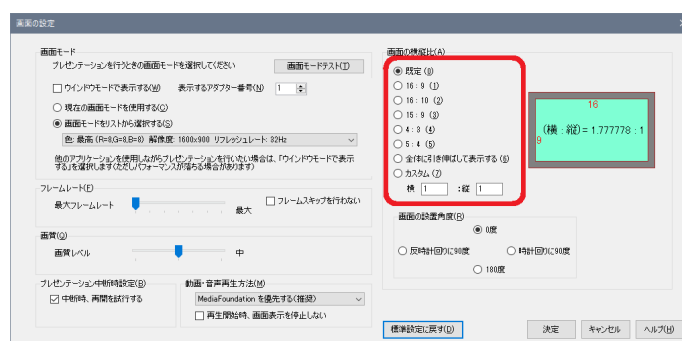 画面の設定
画面モード
プレゼンテーションを行うときの画面モードを選択してください
画面モードテスト(T)
ウインドウモードで表示する(W)
表示するアダプター番号(N)
1
現在の画面モードを使用する(C)
画面モードをリストから選択する(S)
色: 最高 (R=8,G=8,B=8) 解像度: 1600x900 リフレッシュレート: 32Hz
他のアプリケーションを使用しながらプレゼンテーションを行いたい場合は、「ウインドウモードで表示
する」を選択します(ただしパフォーマンスが落ちる場合があります)
フレームレート(F)
最大フレームレート
最大
フレームスキップを行わない
画質(Q)
画質レベル
中
プレゼンテーション中断時設定(B)
中断時、再開を試行する
動画・音声再生方法(M)
MediaFoundation を優先する(推奨)
再生開始時、画面表示を停止しない
画面の横縦比(A)
既定 (0)
16 : 9 (1)
16 : 10 (2)
15 : 9 (3)
4 : 3 (4)
5 : 4 (5)
全体に引き伸ばして表示する (6)
カスタム (7)
横 1 :縦 1
16
9
(横 : 縦)= 1.777778 : 1
画面の設置角度(R)
0度
反時計回りに90度
時計回りに90度
180度
標準設定に戻す(D)
決定
キャンセル
ヘルプ(H)